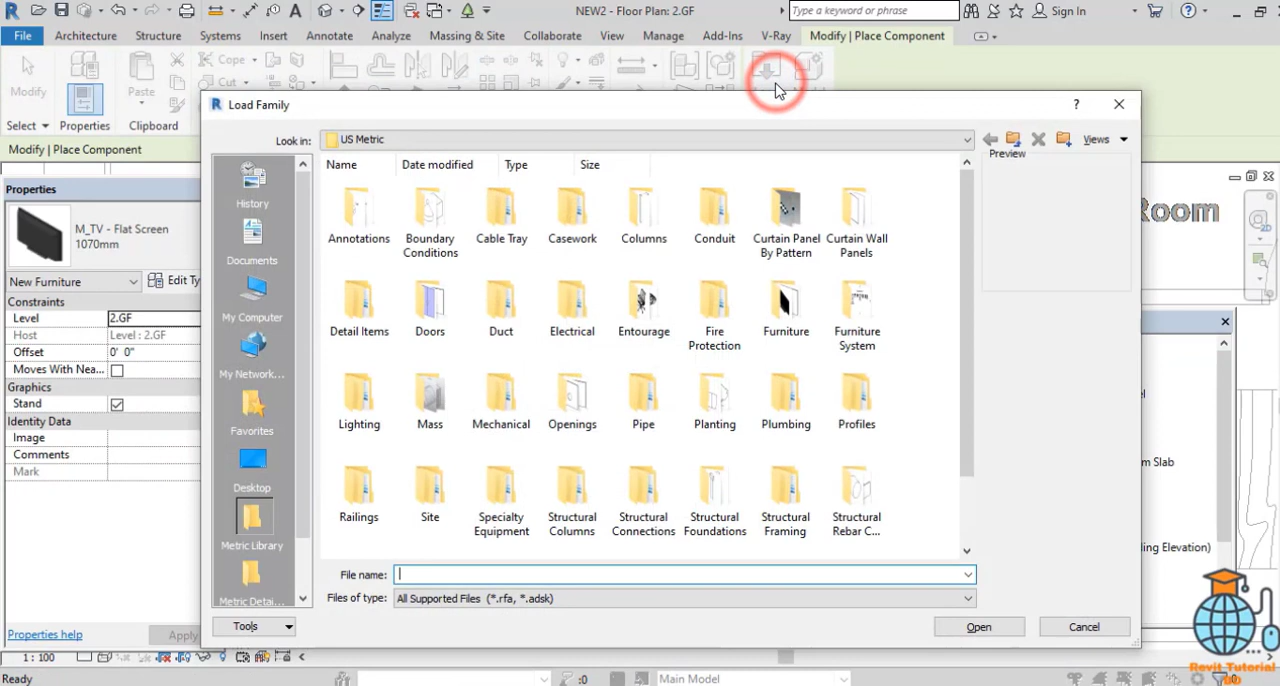 NEW2 - Floor Plan: 2.GF
Type a keyword or phrase
Sign In
File
Architecture
Structure
Systems
Insert
Annotate
Analyze
Massing & Site
Collaborate
View
Manage
Add-Ins
V-Ray
Modify | Place Component
Modify
Paste
Cope
Cut
Select
Properties
Clipboard
Modify | Place Component
Load Family
Look in:
US Metric
Views
Preview
Name
Date modified
Type
Size
History
Documents
My Computer
My Network...
Favorites
Desktop
Metric Library
Metric Detai...
Annotations
Boundary Conditions
Cable Tray
Casework
Columns
Conduit
Curtain Panel By Pattern
Curtain Wall Panels
Detail Items
Doors
Duct
Electrical
Entourage
Fire Protection
Furniture
Furniture System
Lighting
Mass
Mechanical
Openings
Pipe
Planting
Plumbing
Profiles
Railings
Site
Specialty Equipment
Structural Columns
Structural Connections
Structural Foundations
Structural Framing
Structural Rebar C...
File name:
Files of type:
All Supported Files (*.rfa, *.adsk)
Tools
Open
Cancel
Properties
M_TV - Flat Screen
1070mm
New Furniture
Edit Ty
Constraints
Level
2.GF
Host
Level : 2.GF
Offset
0' 0"
Moves With Nea...
Graphics
Stand
Identity Data
Image
Comments
Mark
Properties help
Apply
Room
m Slab
ling Elevation)
1 : 100
Ready
:0
Main Model
Revit Tutorial